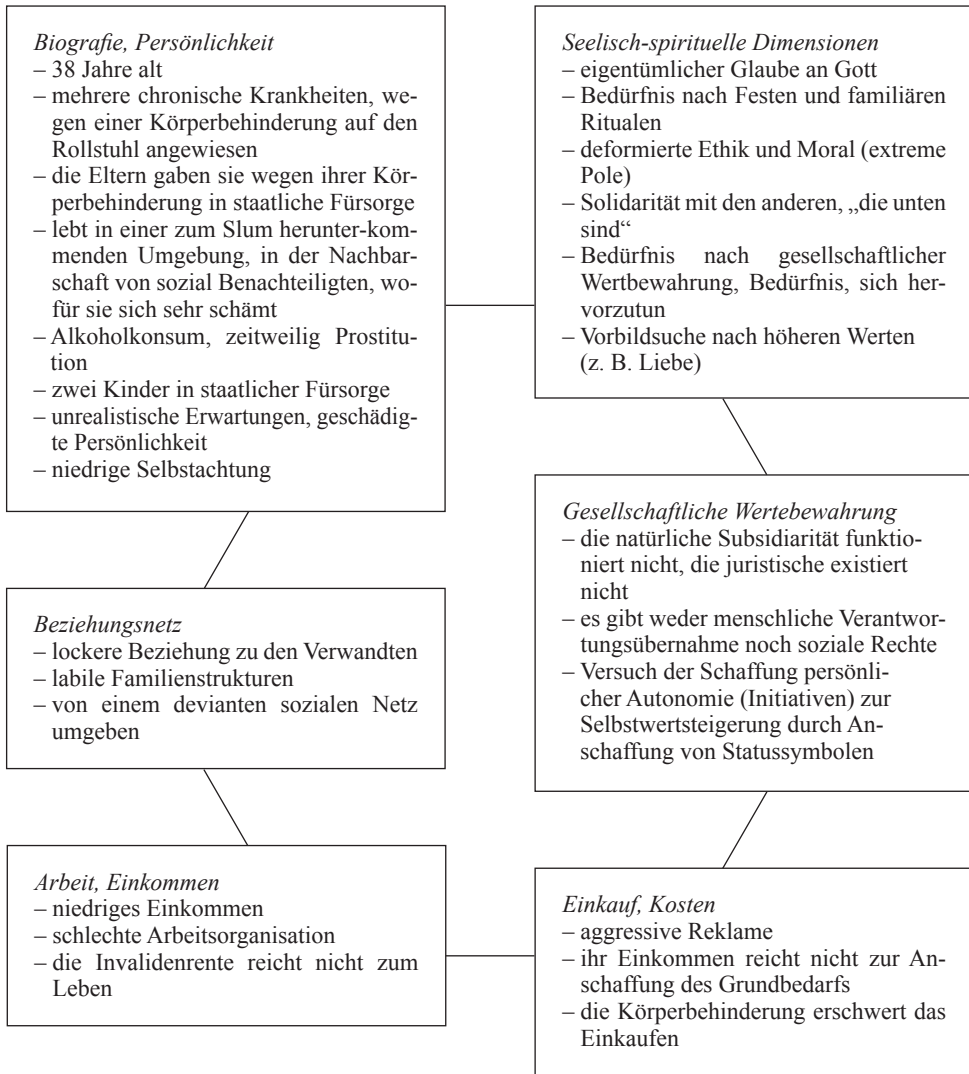 Biografie, Persönlichkeit
– 38 Jahre alt
– mehrere chronische Krankheiten, we-
gen einer Körperbehinderung auf den
Rollstuhl angewiesen
– die Eltern gaben sie wegen ihrer Kör-
perbehinderung in staatliche Fürsorge
– lebt in einer zum Slum herunter-kom-
menden Umgebung, in der Nachbar-
schaft von sozial Benachteiligten, wo-
für sie sich sehr schämt
– Alkoholkonsum, zeitweilig Prostitu-
tion
– zwei Kinder in staatlicher Fürsorge
– unrealistische Erwartungen, geschädig-
te Persönlichkeit
– niedrige Selbstachtung
Seelisch-spirituelle Dimensionen
– eigentümlicher Glaube an Gott
– Bedürfnis nach Festen und familiären
Ritualen
– deformierte Ethik und Moral (extreme
Pole)
– Solidarität mit den anderen, „die unten
sind“
– Bedürfnis nach gesellschaftlicher
Wertbewahrung, Bedürfnis, sich her-
vorzutun
– Vorbildsuche nach höheren Werten
(z. B. Liebe)
Beziehungsnetz
– lockere Beziehung zu den Verwandten
– labile Familienstrukturen
– von einem devianten sozialen Netz
umgeben
Gesellschaftliche Wertebewahrung
– die natürliche Subsidiarität funktio-
niert nicht, die juristische existiert
nicht
– es gibt weder menschliche Verantwor-
tungsübernahme noch soziale Rechte
– Versuch der Schaffung persönli-
cher Autonomie (Initiativen) zur
Selbstwertsteigerung durch An-
schaffung von Statussymbolen
Arbeit, Einkommen
– niedriges Einkommen
– schlechte Arbeitsorganisation
– die Invalidenrente reicht nicht zum
Leben
Einkauf, Kosten
– aggressive Reklame
– ihr Einkommen reicht nicht zur An-
schaffung des Grundbedarfs
– die Körperbehinderung erschwert das
Einkaufen